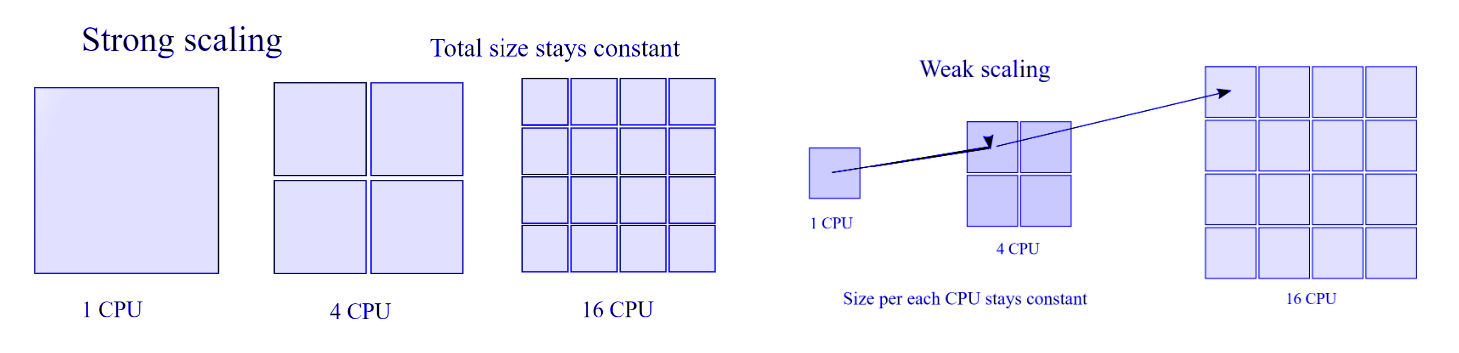 Strong scaling
Total size stays constant
1 CPU
4 CPU
16 CPU
Weak scaling
1 CPU
4 CPU
16 CPU
Size per each CPU stays constant